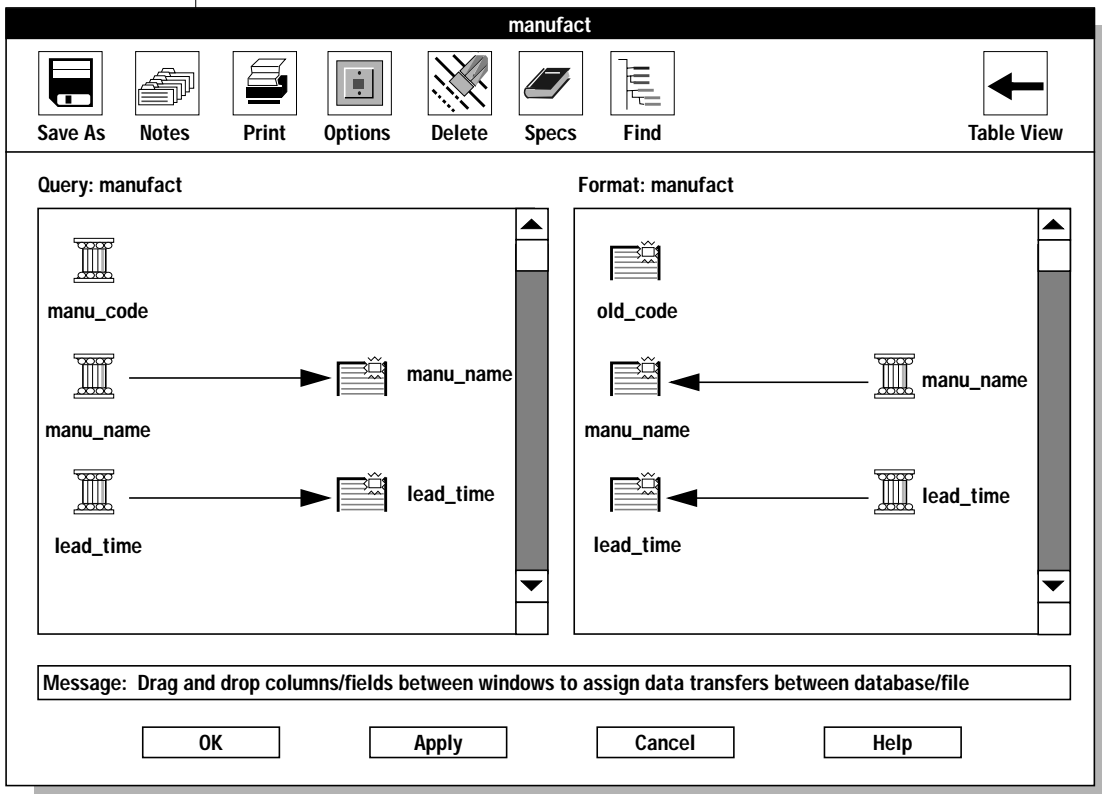 manufact
Save As Notes Print Options Delete Specs Find Table View
Query: manufact
Format: manufact
manu_code
manu_name
manu_name
lead_time
lead_time
old_code
manu_name
manu_name
lead_time
lead_time
Message: Drag and drop columns/fields between windows to assign data transfers between database/file
OK Apply Cancel Help